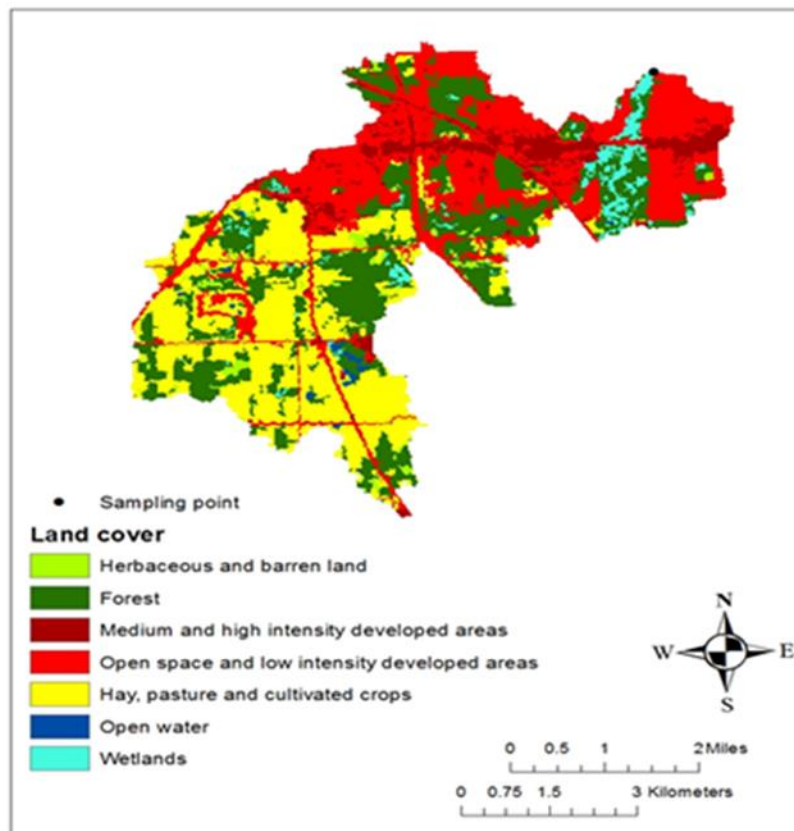 Sampling point
Land cover
Herbaceous and barren land
Forest
Medium and high intensity developed areas
Open space and low intensity developed areas
Hay, pasture and cultivated crops
Open water
Wetlands
N
W E
S
0 0.5 1 2 Miles
0 0.75 1.5 3 Kilometers